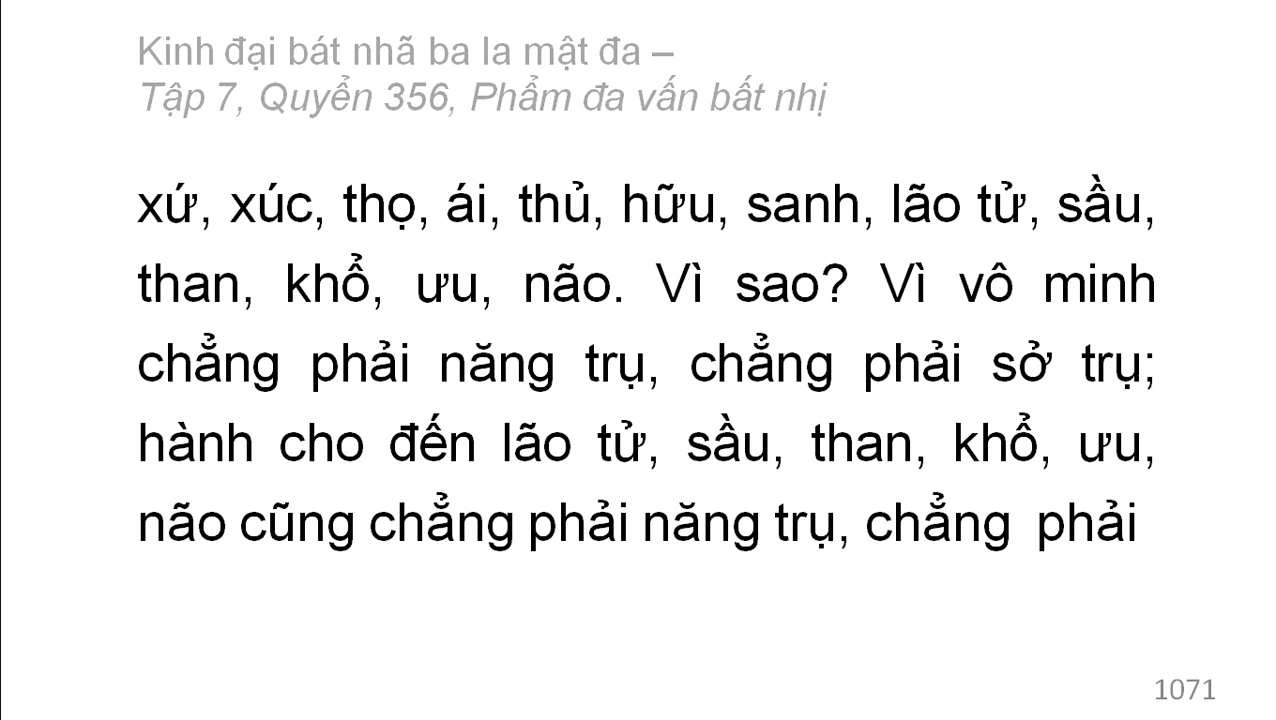 Kinh đại bát nhã ba la mật đa –
Tập 7, Quyển 356, Phẩm đa vấn bất nhị
xứ, xúc, thọ, ái, thủ, hữu, sanh, lão tử, sầu,
than, khổ, ưu, não. Vì sao? Vì vô minh
chẳng phải năng trụ, chẳng phải sở trụ;
hành cho đến lão tử, sầu, than, khổ, ưu,
não cũng chẳng phải năng trụ, chẳng phải
1071